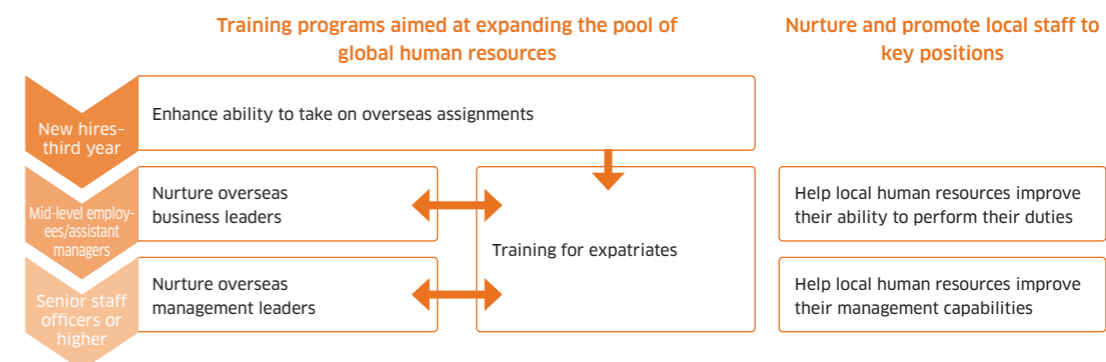 Training programs aimed at expanding the pool of
global human resources
Nurture and promote local staff to
key positions
New hires–
third year
Enhance ability to take on overseas assignments
Mid-level employ-
ees/assistant
managers
Nurture overseas
business leaders
Training for expatriates
Help local human resources improve
their ability to perform their duties
Senior staff
officers or
higher
Nurture overseas
management leaders
Help local human resources improve
their management capabilities